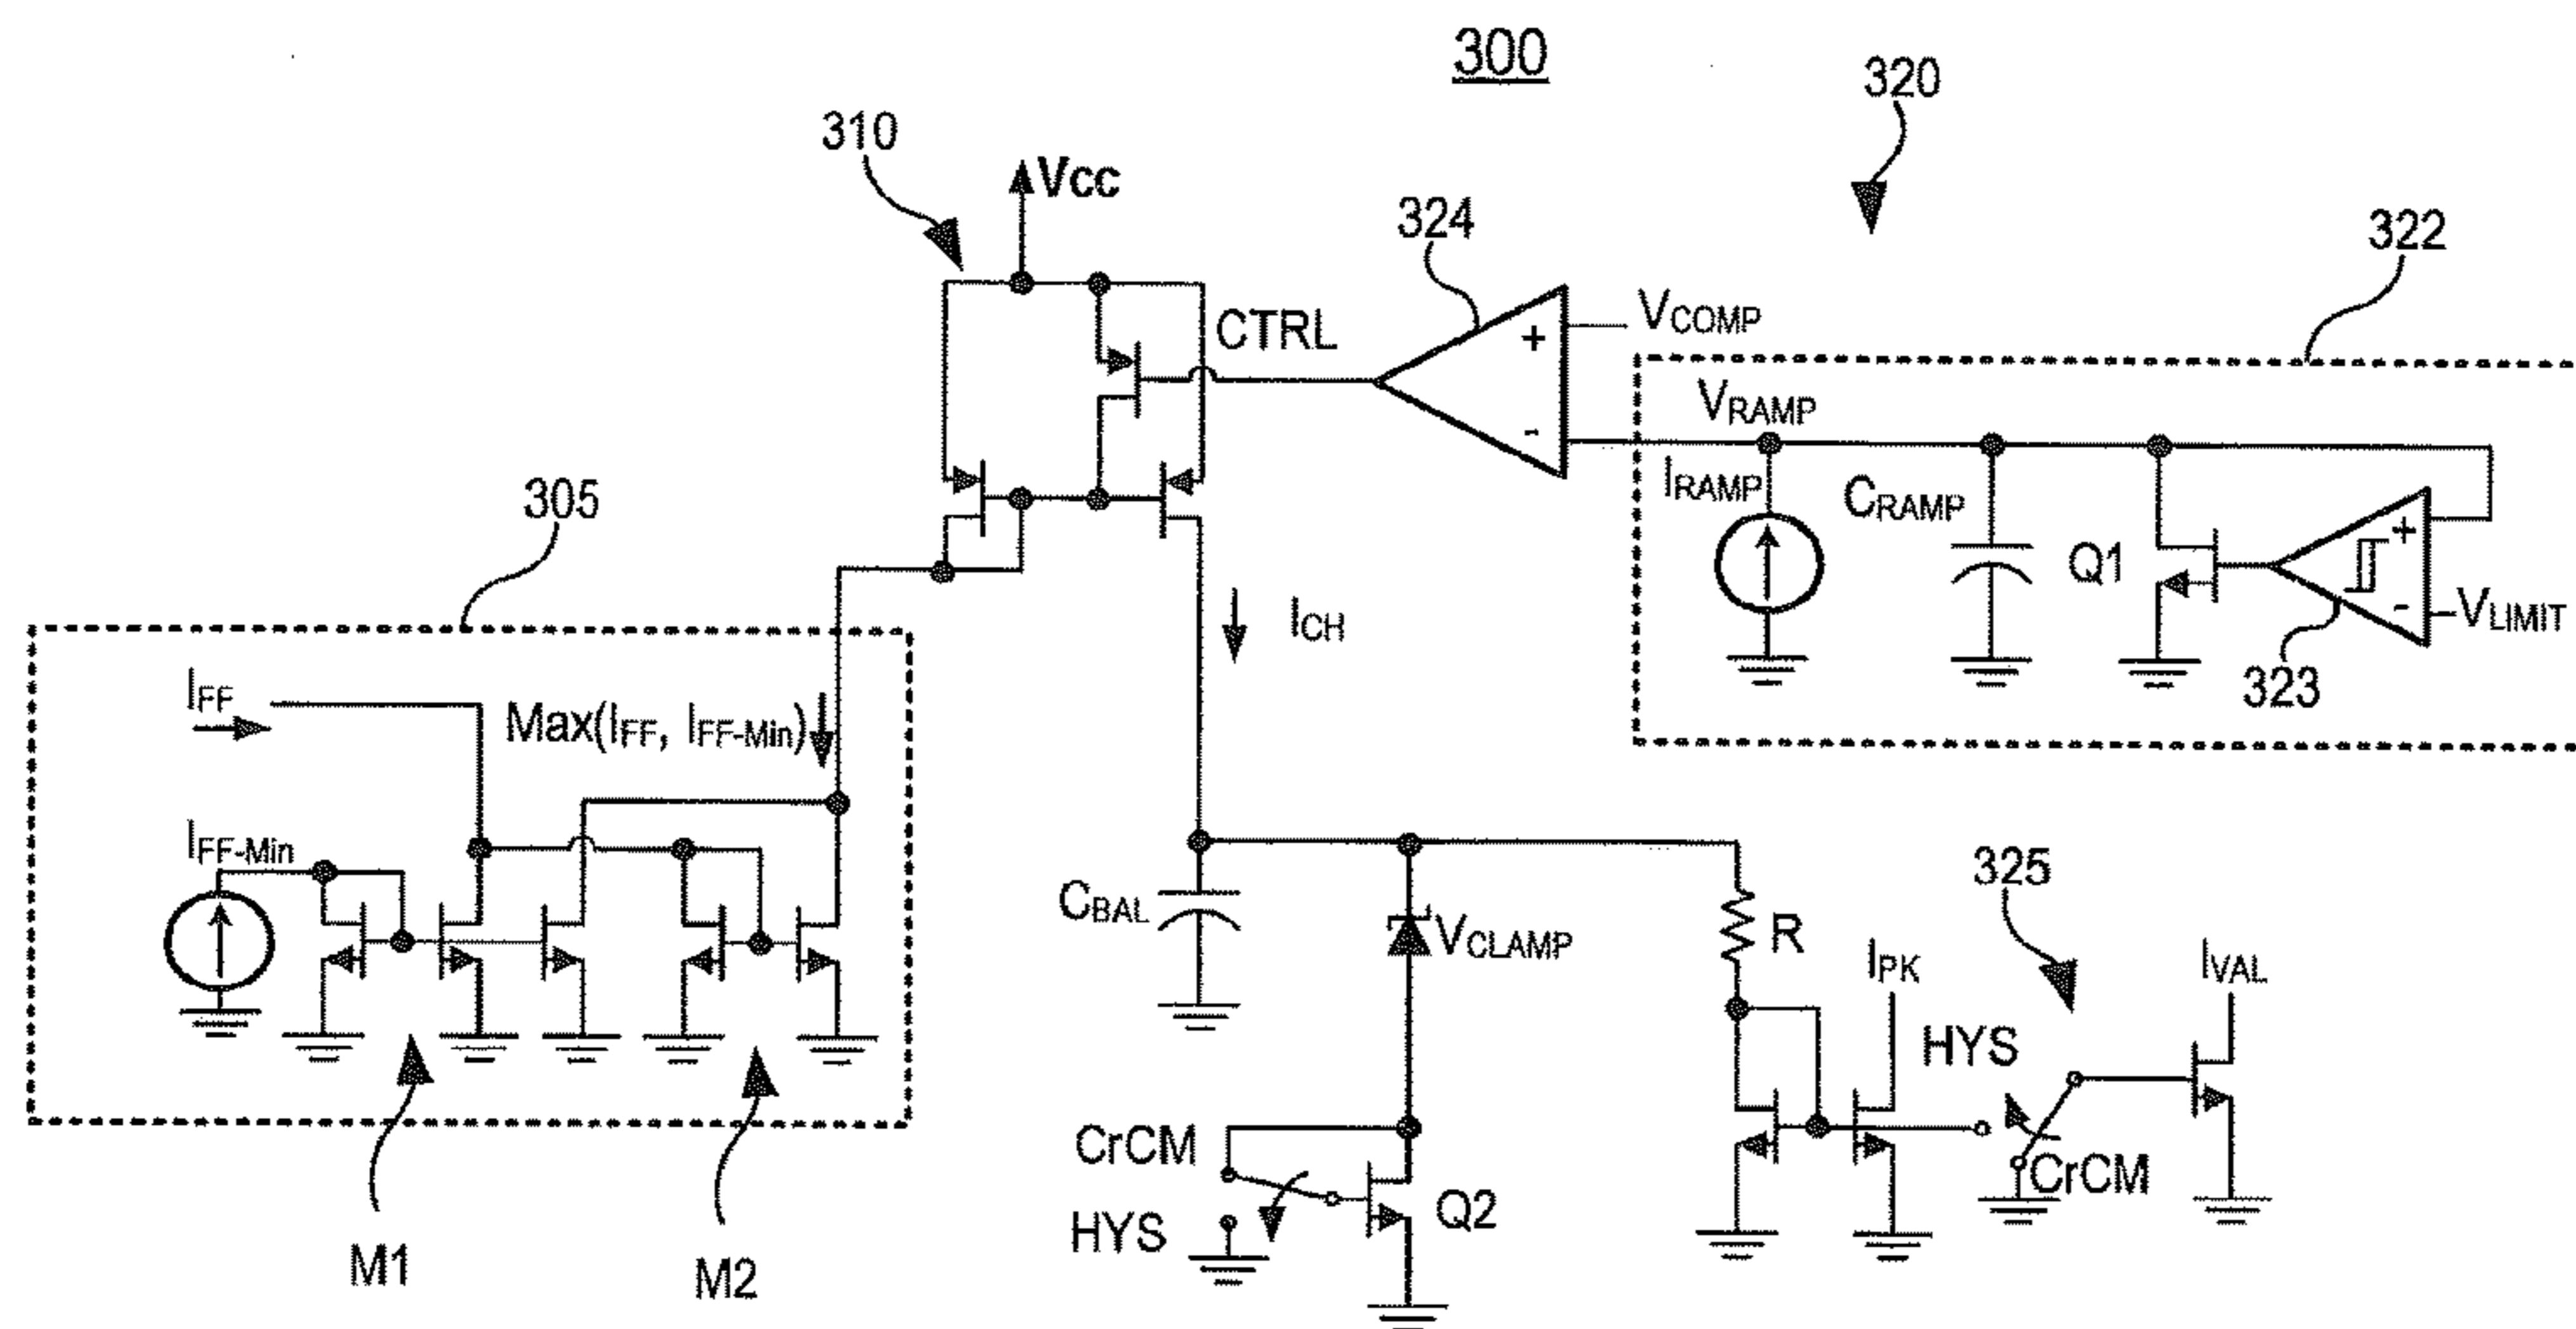 300
320
310
Vcc
324
322
CTRL
+
VCOMP
-
VRAMP
IRAMP
CRAMP
Q1
+
-
VLIMIT
323
305
ICH
IFF
Max(IFF, IFF-Min)
IFF-Min
CBAL
VCLAMP
R
325
IPK
IVAL
HYS
CrCM
CrCM
HYS
Q2
M1
M2